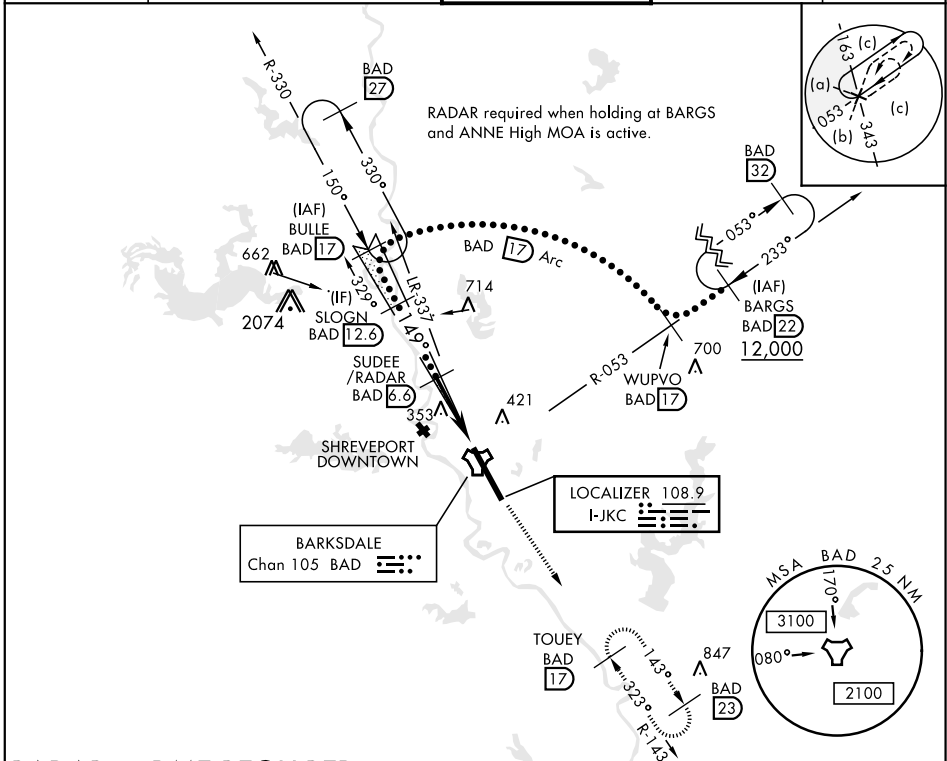 R-330
BAD
27
RADAR required when holding at BARGS
and ANNE High MOA is active.
163
(c)
(a)
053
(b)
(c)
343
150°
330°
BAD
32
053°
233°
(IAF)
BULLE
BAD 17
BAD 17 Arc
(IAF)
BARGS
BAD 22
12,000
662
2074
329°
(IF)
SLOGN
BAD 12.6
LR-337
149°
714
R-053
700
WUPVO
BAD 17
SUDEE
/RADAR
BAD 6.6
353
421
SHREVEPORT
DOWNTOWN
LOCALIZER 108.9
I-JKC
BARKSDALE
Chan 105 BAD
MSA BAD 25 NM
170°
3100
080°
2100
TOUEY
BAD
17
143°
323°
847
BAD
23
R-143